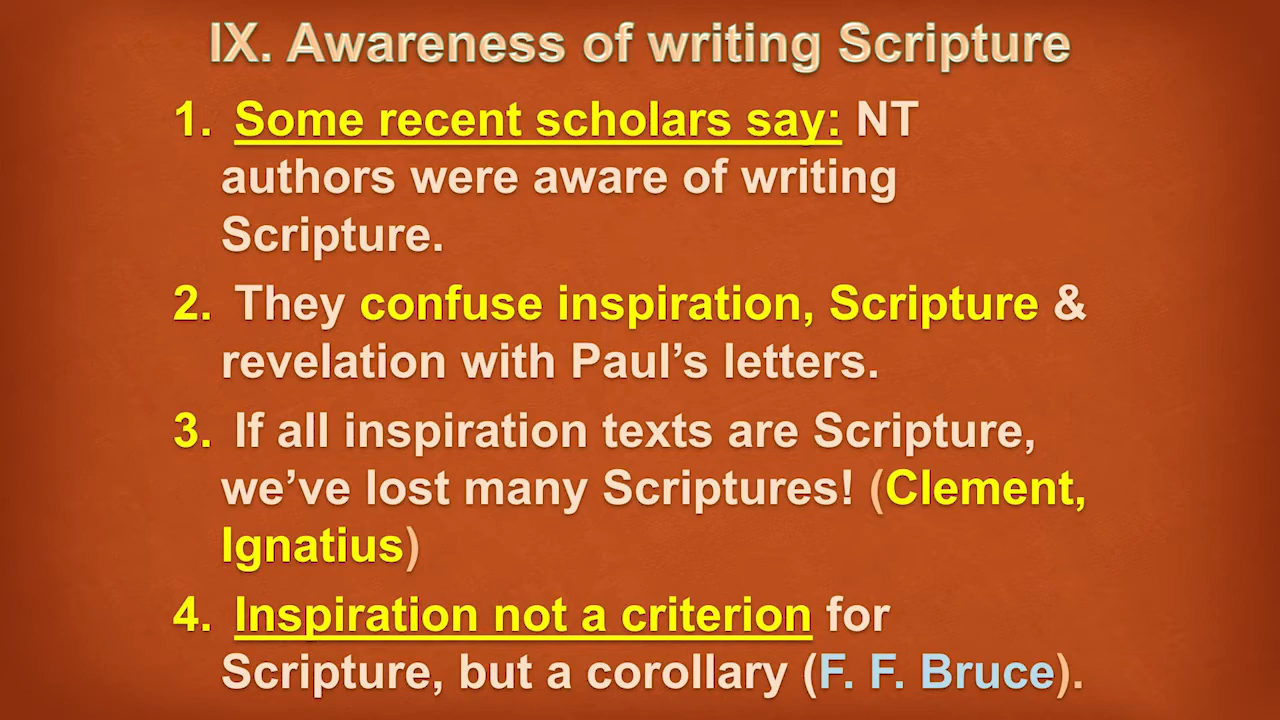 IX. Awareness of writing Scripture
1. Some recent scholars say: NT
authors were aware of writing
Scripture.
2. They confuse inspiration, Scripture &
revelation with Paul’s letters.
3. If all inspiration texts are Scripture,
we’ve lost many Scriptures! (Clement,
Ignatius)
4. Inspiration not a criterion for
Scripture, but a corollary (F. F. Bruce).